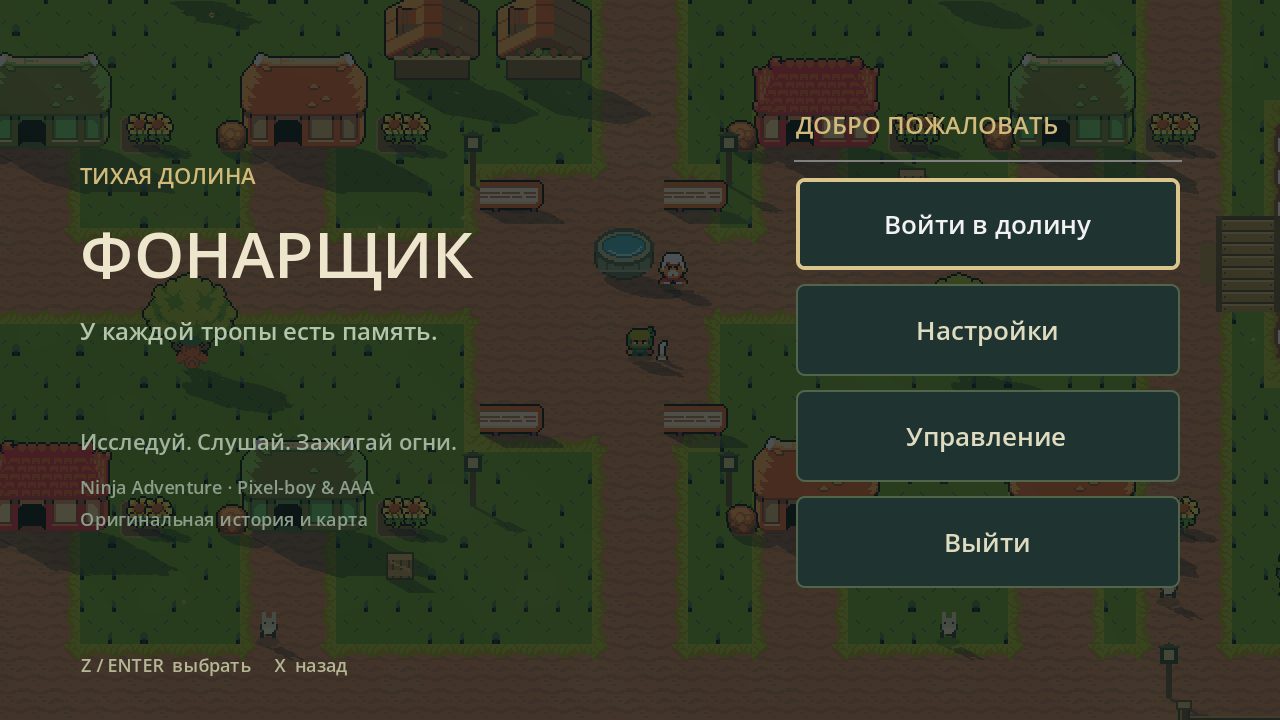 ТИХАЯ ДОЛИНА
ФОНАРЩИК
У каждой тропы есть память.
Исследуй. Слушай. Зажигай огни.
Ninja Adventure · Pixel-boy & AAA
Оригинальная история и карта
Z / ENTER выбрать X назад
ДОБРО ПОЖАЛОВАТЬ
Войти в долину
Настройки
Управление
Выйти